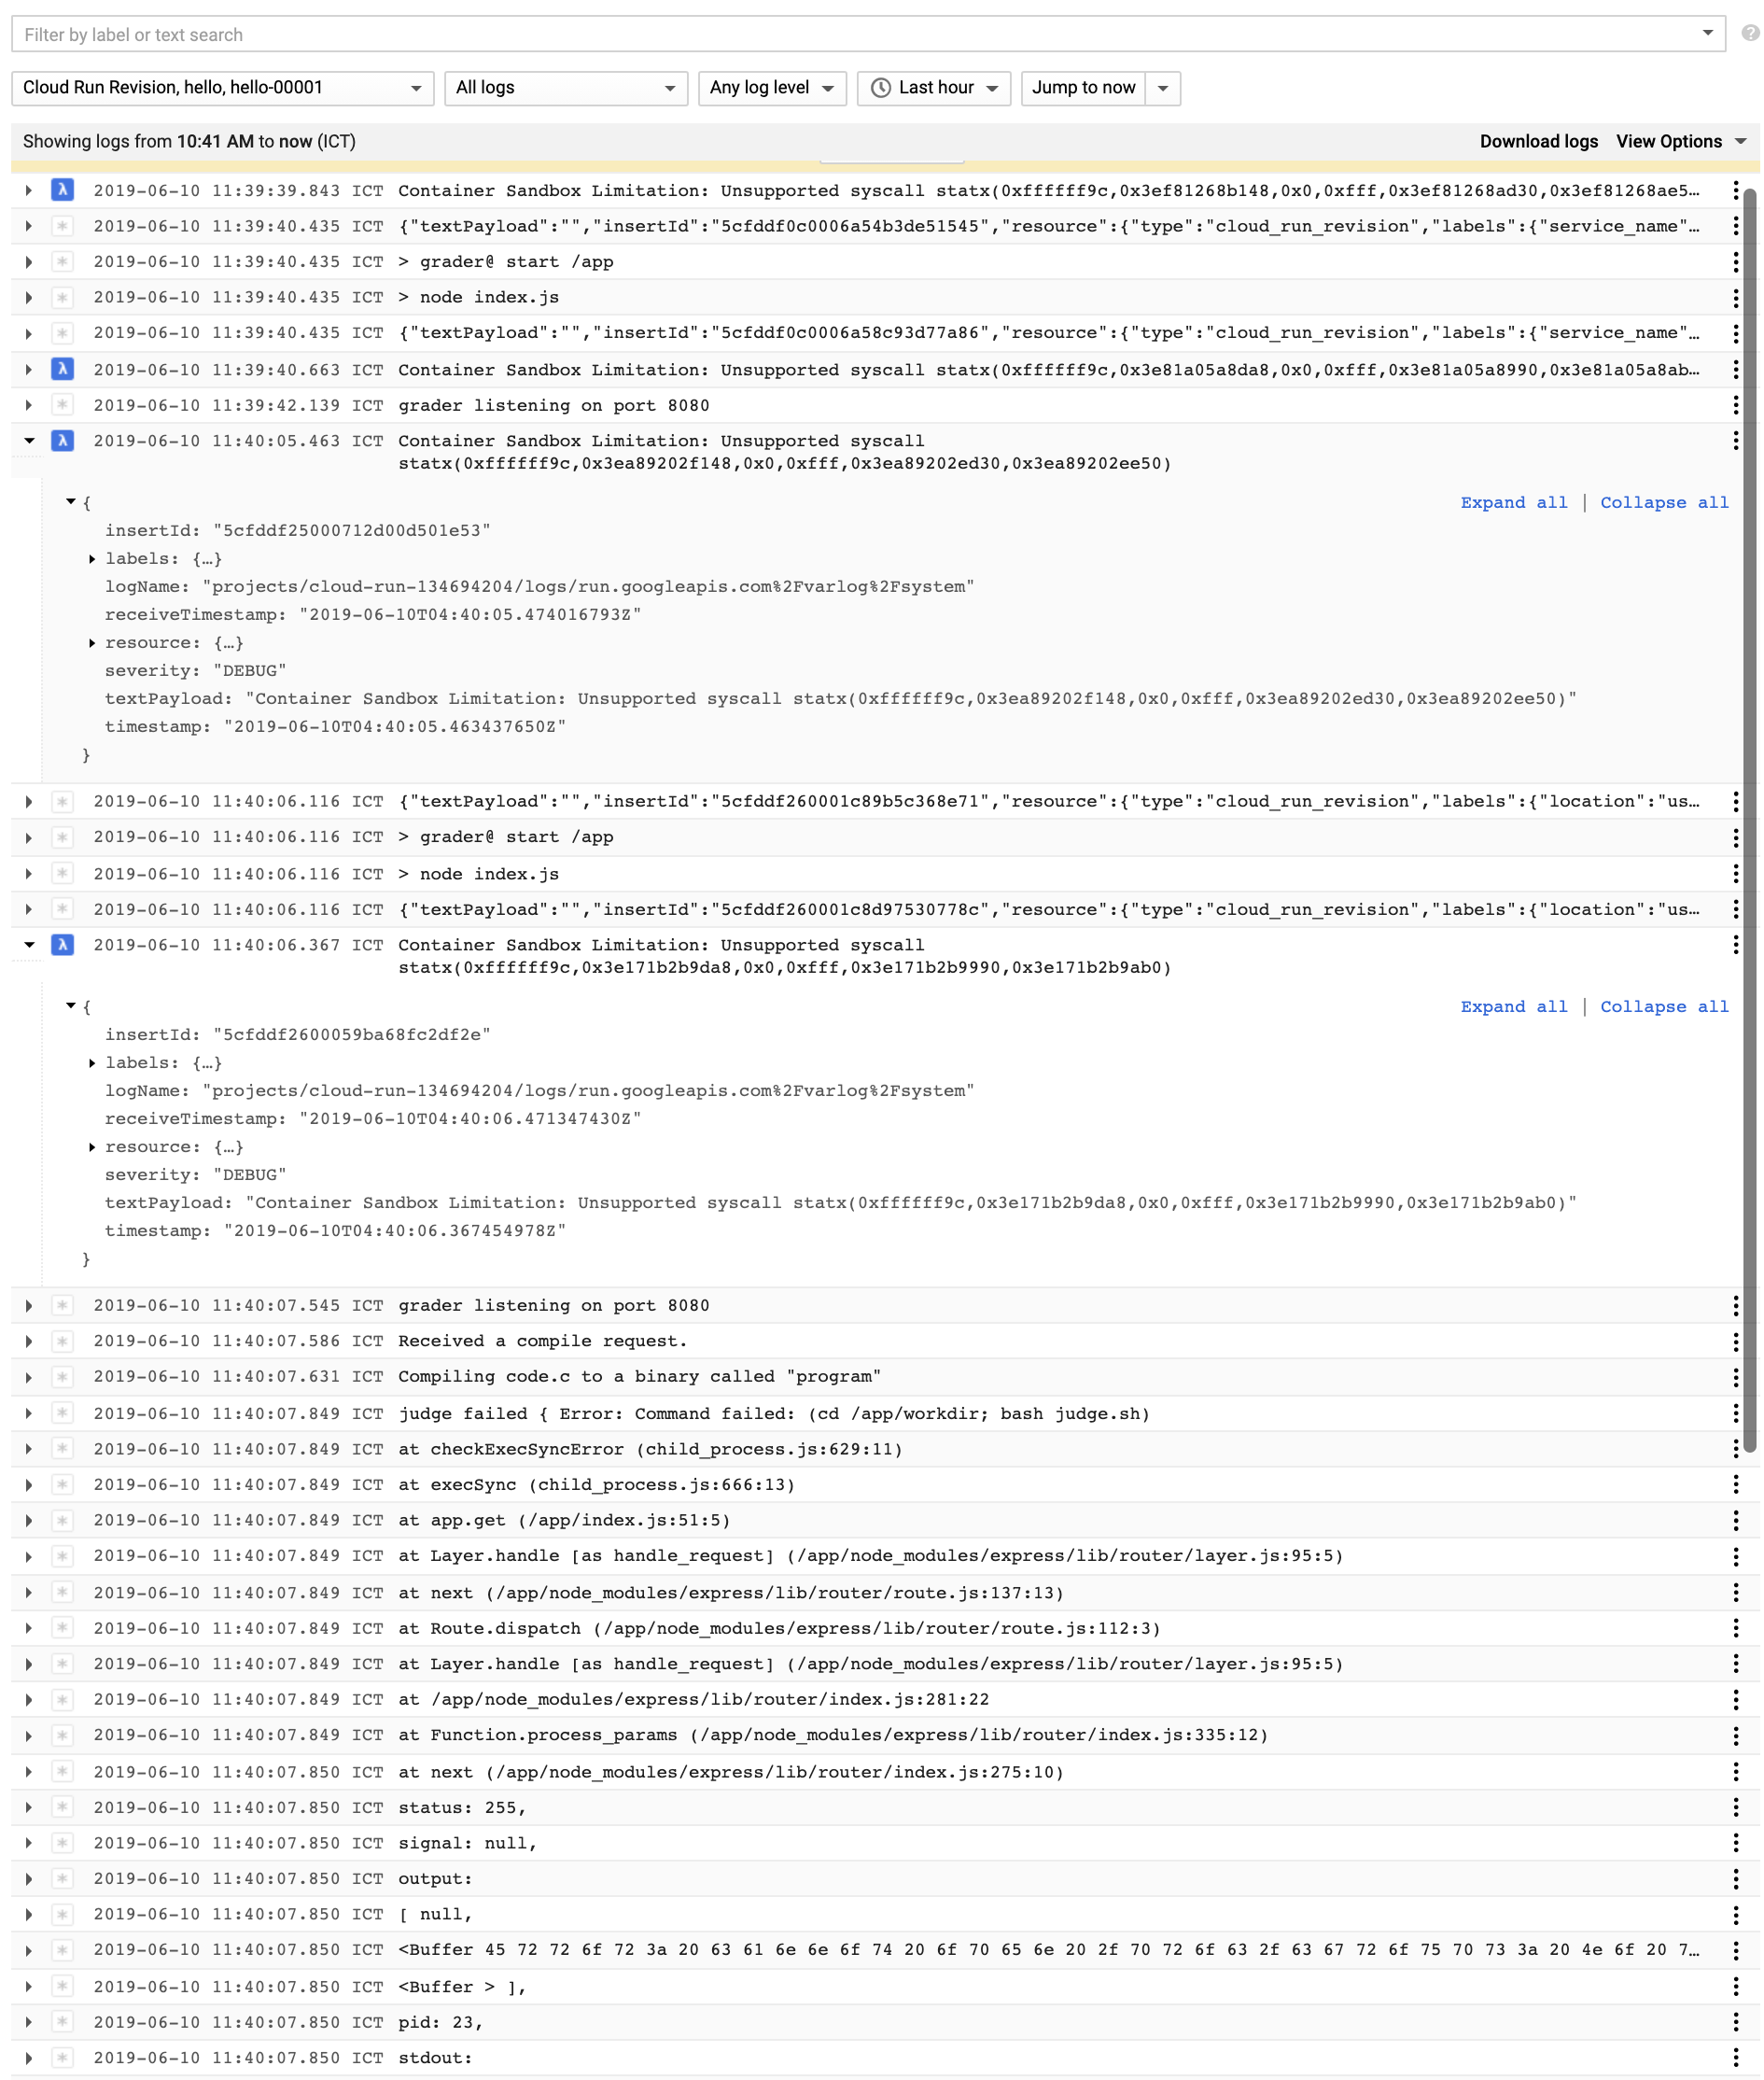 Filter by label or text search
Cloud Run Revision, hello, hello-00001 All logs Any log level Last hour Jump to now
Showing logs from 10:41 AM to now (ICT) Download logs View Options
λ 2019-06-10 11:39:39.843 ICT Container Sandbox Limitation: Unsupported syscall statx(0xffffff9c,0x3ef81268b148,0x0,0xfff,0x3ef81268ad30,0x3ef81268ae5…
* 2019-06-10 11:39:40.435 ICT {"textPayload":"","insertId":"5cfddf0c0006a54b3de51545","resource":{"type":"cloud_run_revision","labels":{"service_name"…
* 2019-06-10 11:39:40.435 ICT > grader@ start /app
* 2019-06-10 11:39:40.435 ICT > node index.js
* 2019-06-10 11:39:40.435 ICT {"textPayload":"","insertId":"5cfddf0c0006a58c93d77a86","resource":{"type":"cloud_run_revision","labels":{"service_name"…
λ 2019-06-10 11:39:40.663 ICT Container Sandbox Limitation: Unsupported syscall statx(0xffffff9c,0x3e81a05a8da8,0x0,0xfff,0x3e81a05a8990,0x3e81a05a8ab…
* 2019-06-10 11:39:42.139 ICT grader listening on port 8080
λ 2019-06-10 11:40:05.463 ICT Container Sandbox Limitation: Unsupported syscall
statx(0xffffff9c,0x3ea89202f148,0x0,0xfff,0x3ea89202ed30,0x3ea89202ee50)
{ Expand all | Collapse all
insertId: "5cfddf25000712d00d501e53"
labels: {…}
logName: "projects/cloud-run-134694204/logs/run.googleapis.com%2Fvarlog%2Fsystem"
receiveTimestamp: "2019-06-10T04:40:05.474016793Z"
resource: {…}
severity: "DEBUG"
textPayload: "Container Sandbox Limitation: Unsupported syscall statx(0xffffff9c,0x3ea89202f148,0x0,0xfff,0x3ea89202ed30,0x3ea89202ee50)"
timestamp: "2019-06-10T04:40:05.463437650Z"
}
* 2019-06-10 11:40:06.116 ICT {"textPayload":"","insertId":"5cfddf260001c89b5c368e71","resource":{"type":"cloud_run_revision","labels":{"location":"us…
* 2019-06-10 11:40:06.116 ICT > grader@ start /app
* 2019-06-10 11:40:06.116 ICT > node index.js
* 2019-06-10 11:40:06.116 ICT {"textPayload":"","insertId":"5cfddf260001c8d97530778c","resource":{"type":"cloud_run_revision","labels":{"location":"us…
λ 2019-06-10 11:40:06.367 ICT Container Sandbox Limitation: Unsupported syscall
statx(0xffffff9c,0x3e171b2b9da8,0x0,0xfff,0x3e171b2b9990,0x3e171b2b9ab0)
{ Expand all | Collapse all
insertId: "5cfddf2600059ba68fc2df2e"
labels: {…}
logName: "projects/cloud-run-134694204/logs/run.googleapis.com%2Fvarlog%2Fsystem"
receiveTimestamp: "2019-06-10T04:40:06.471347430Z"
resource: {…}
severity: "DEBUG"
textPayload: "Container Sandbox Limitation: Unsupported syscall statx(0xffffff9c,0x3e171b2b9da8,0x0,0xfff,0x3e171b2b9990,0x3e171b2b9ab0)"
timestamp: "2019-06-10T04:40:06.367454978Z"
}
* 2019-06-10 11:40:07.545 ICT grader listening on port 8080
* 2019-06-10 11:40:07.586 ICT Received a compile request.
* 2019-06-10 11:40:07.631 ICT Compiling code.c to a binary called "program"
* 2019-06-10 11:40:07.849 ICT judge failed { Error: Command failed: (cd /app/workdir; bash judge.sh)
* 2019-06-10 11:40:07.849 ICT at checkExecSyncError (child_process.js:629:11)
* 2019-06-10 11:40:07.849 ICT at execSync (child_process.js:666:13)
* 2019-06-10 11:40:07.849 ICT at app.get (/app/index.js:51:5)
* 2019-06-10 11:40:07.849 ICT at Layer.handle [as handle_request] (/app/node_modules/express/lib/router/layer.js:95:5)
* 2019-06-10 11:40:07.849 ICT at next (/app/node_modules/express/lib/router/route.js:137:13)
* 2019-06-10 11:40:07.849 ICT at Route.dispatch (/app/node_modules/express/lib/router/route.js:112:3)
* 2019-06-10 11:40:07.849 ICT at Layer.handle [as handle_request] (/app/node_modules/express/lib/router/layer.js:95:5)
* 2019-06-10 11:40:07.849 ICT at /app/node_modules/express/lib/router/index.js:281:22
* 2019-06-10 11:40:07.849 ICT at Function.process_params (/app/node_modules/express/lib/router/index.js:335:12)
* 2019-06-10 11:40:07.850 ICT at next (/app/node_modules/express/lib/router/index.js:275:10)
* 2019-06-10 11:40:07.850 ICT status: 255,
* 2019-06-10 11:40:07.850 ICT signal: null,
* 2019-06-10 11:40:07.850 ICT output:
* 2019-06-10 11:40:07.850 ICT [ null,
* 2019-06-10 11:40:07.850 ICT <Buffer 45 72 72 6f 72 3a 20 63 61 6e 6e 6f 74 20 6f 70 65 6e 20 2f 70 72 6f 63 2f 63 67 72 6f 75 70 73 3a 20 4e 6f 20 7…
* 2019-06-10 11:40:07.850 ICT <Buffer > ],
* 2019-06-10 11:40:07.850 ICT pid: 23,
* 2019-06-10 11:40:07.850 ICT stdout: